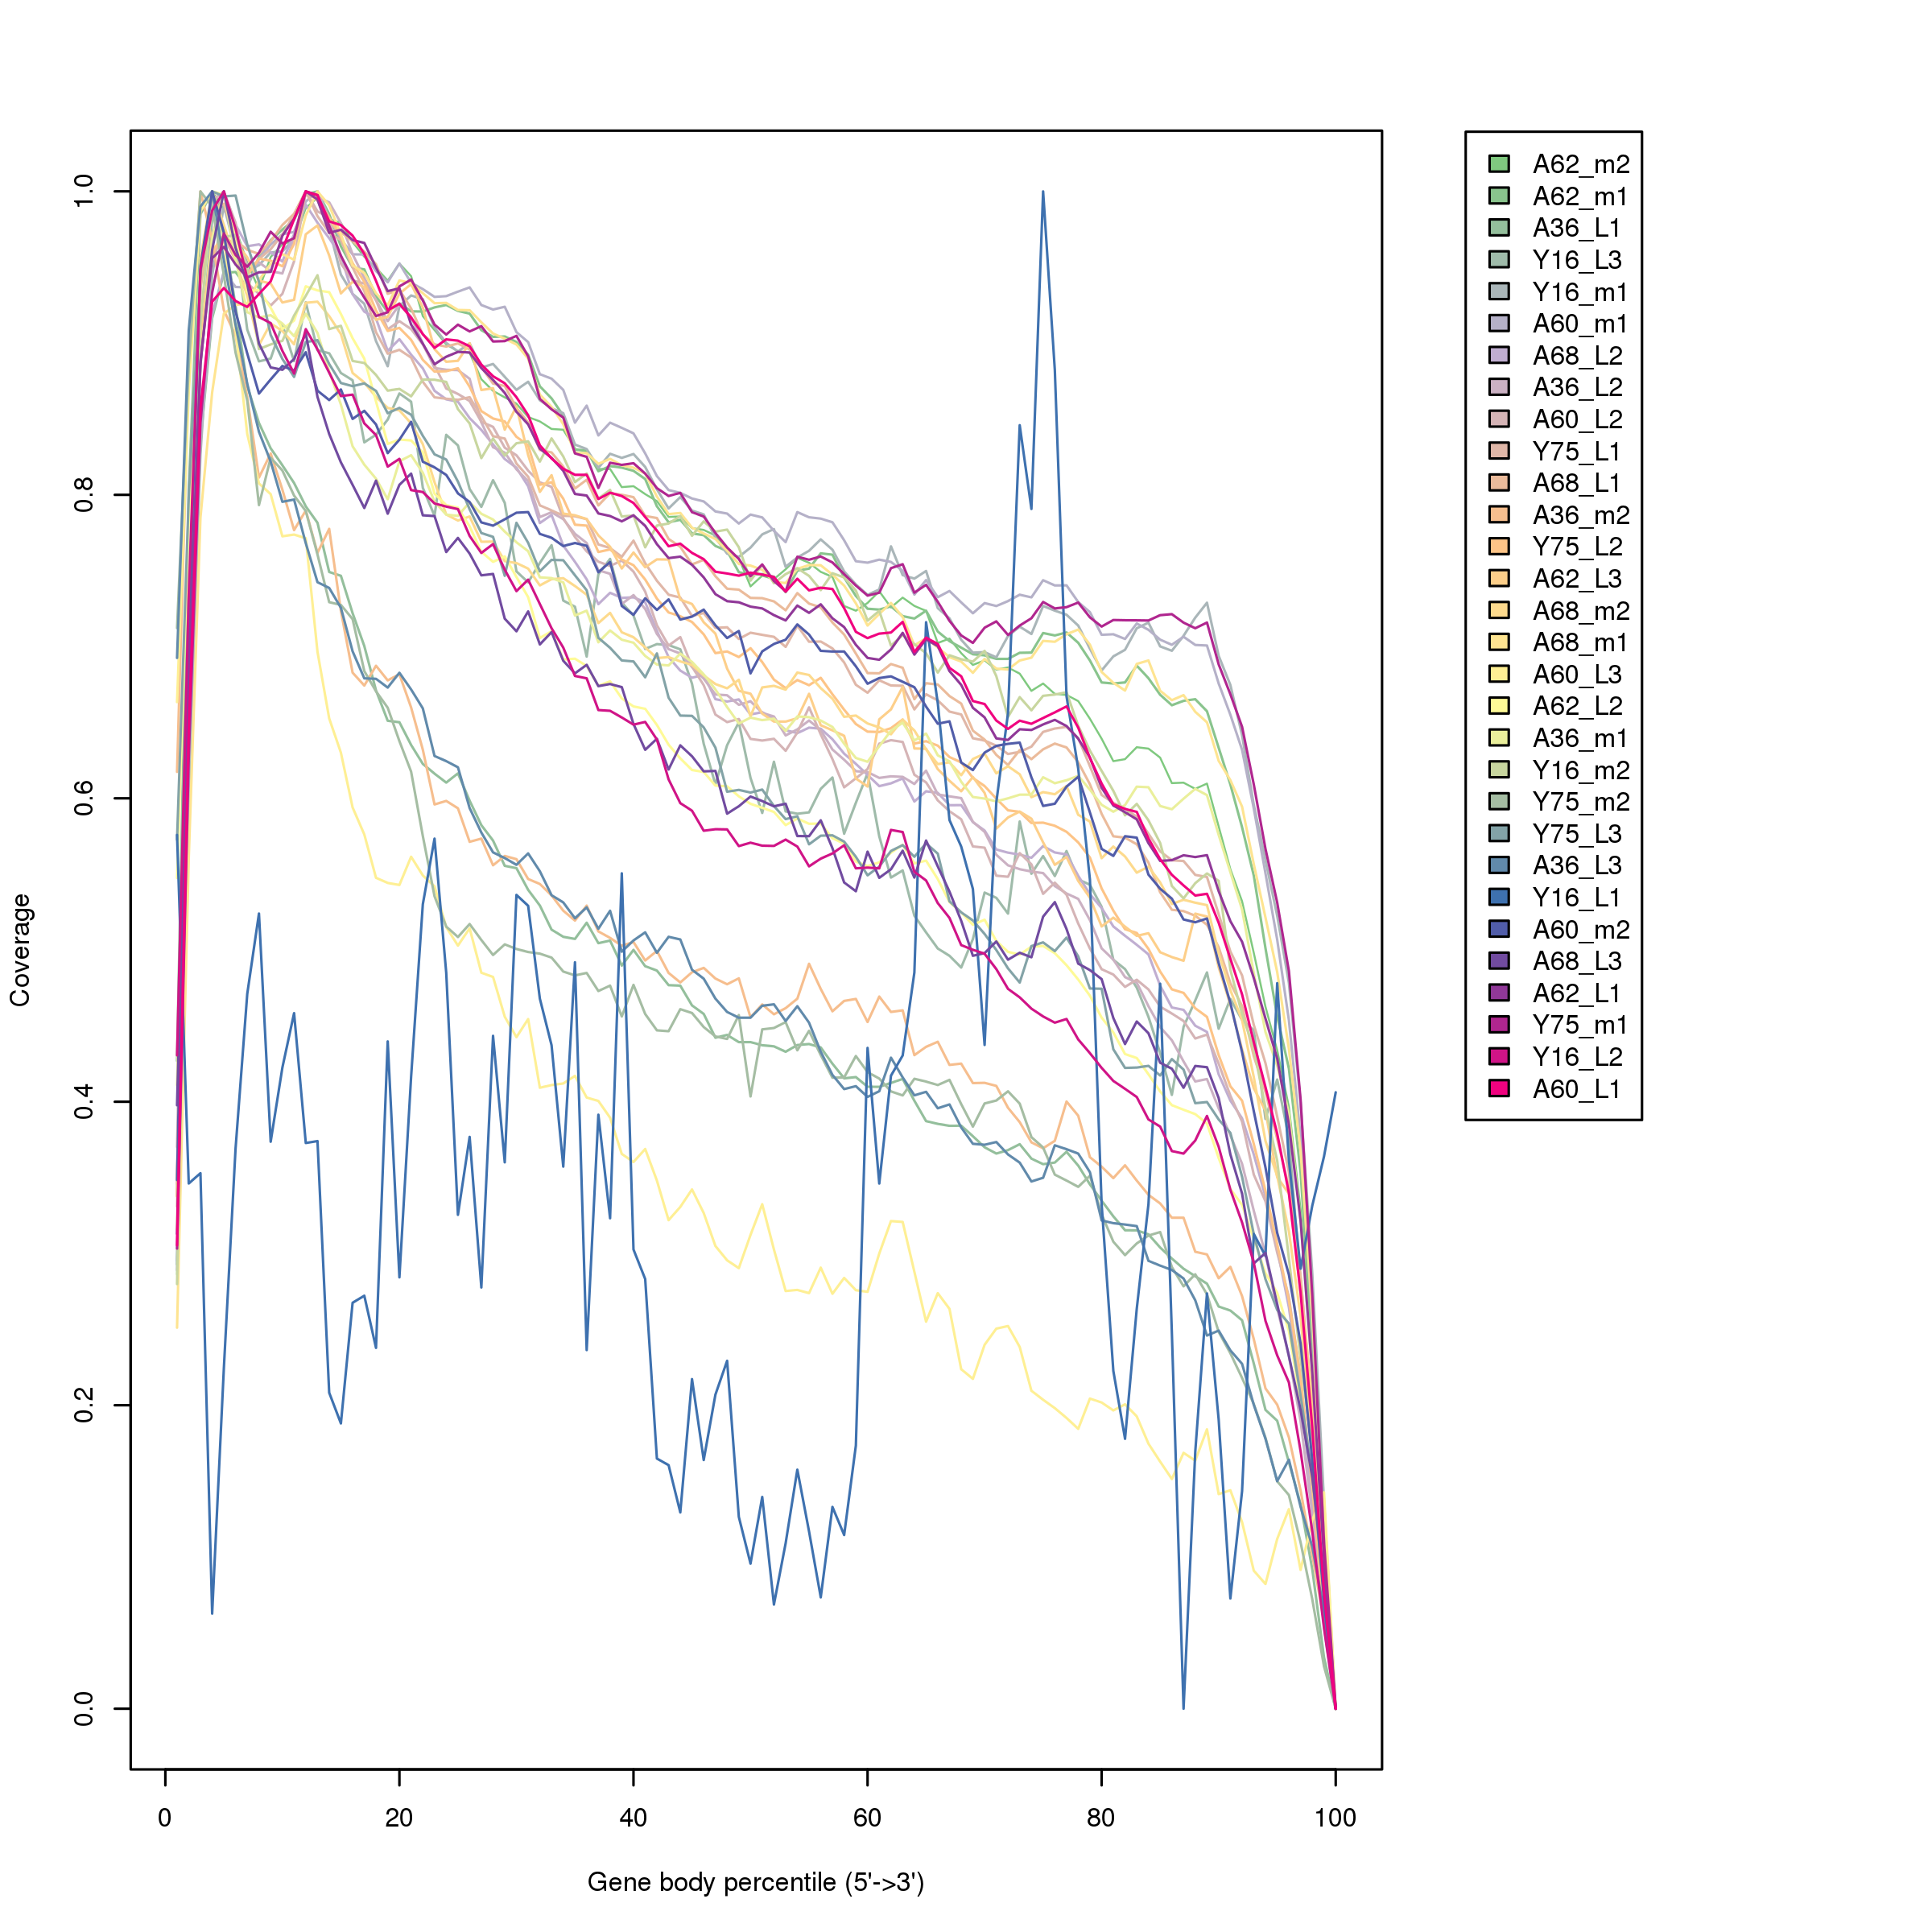 1.0
0.8
0.6
0.4
0.2
0.0
Coverage
0 20 40 60 80 100
Gene body percentile (5'->3')
A62_m2
A62_m1
A36_L1
Y16_L3
Y16_m1
A60_m1
A68_L2
A36_L2
A60_L2
Y75_L1
A68_L1
A36_m2
Y75_L2
A62_L3
A68_m2
A68_m1
A60_L3
A62_L2
A36_m1
Y16_m2
Y75_m2
Y75_L3
A36_L3
Y16_L1
A60_m2
A68_L3
A62_L1
Y75_m1
Y16_L2
A60_L1